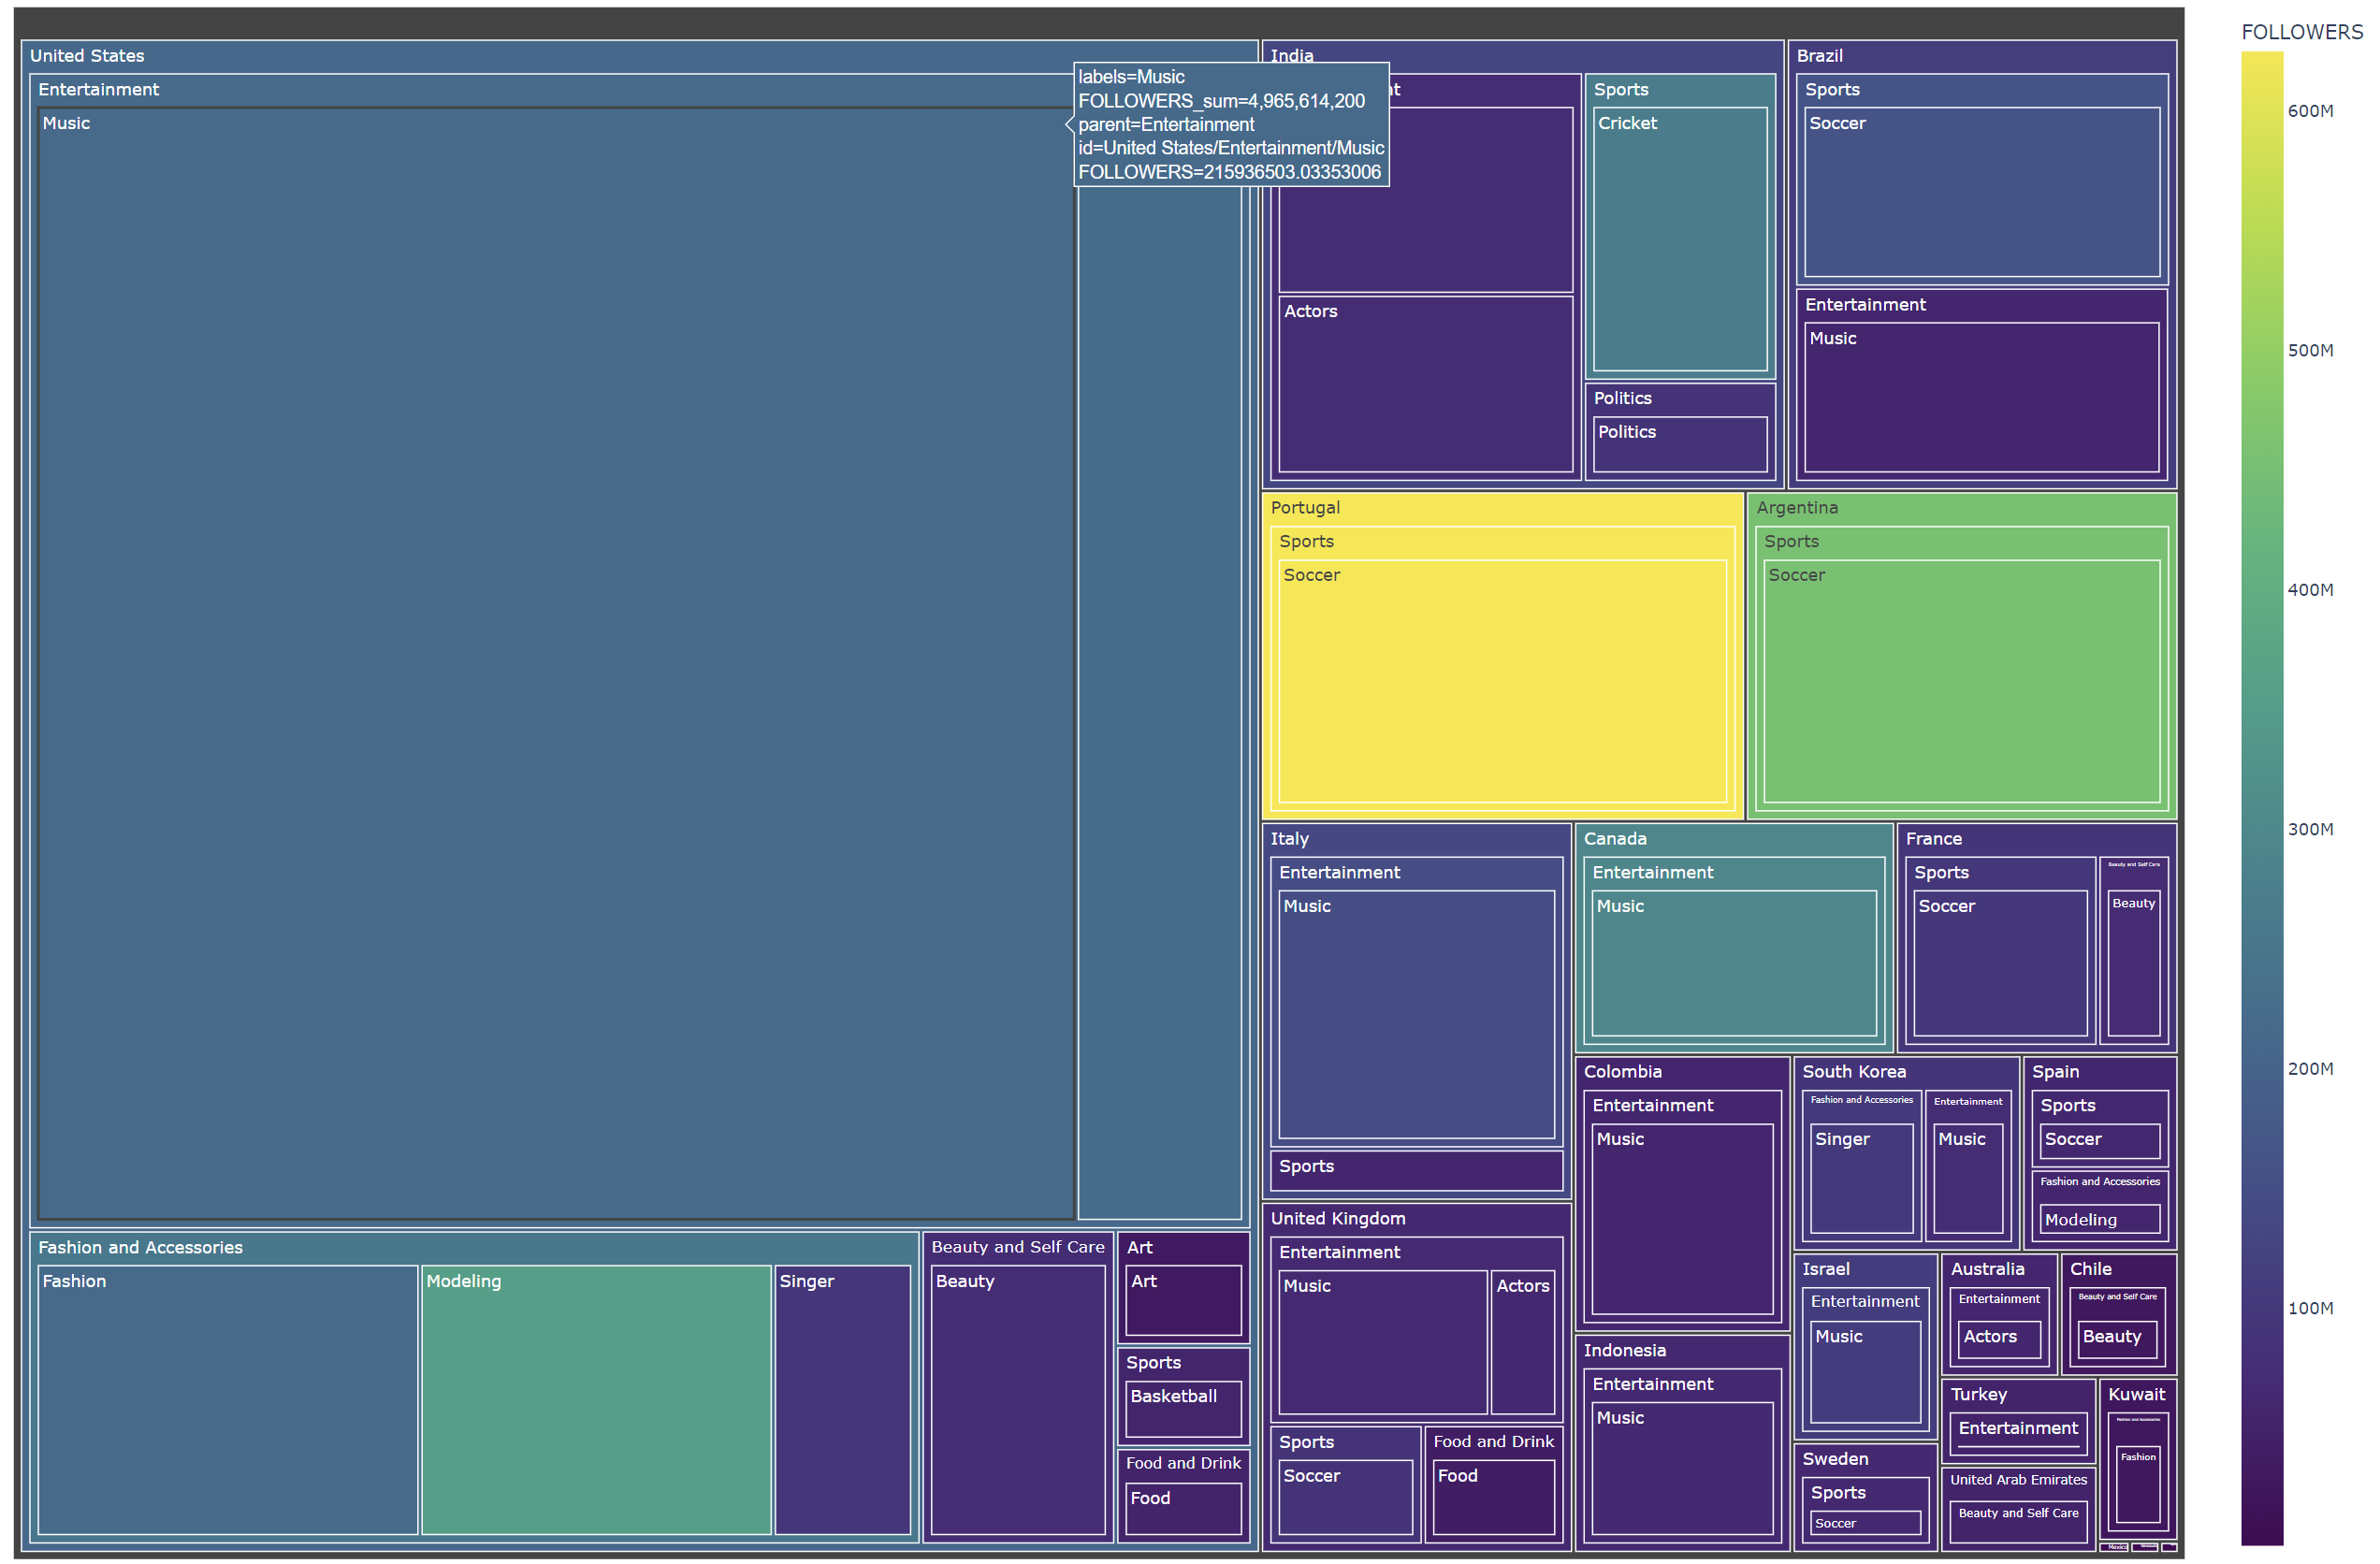 United States
Entertainment
Music
labels=Music
FOLLOWERS_sum=4,965,614,200
parent=Entertainment
id=United States/Entertainment/Music
FOLLOWERS=215936503.03353006
Fashion and Accessories
Fashion
Modeling
Singer
Beauty and Self Care
Beauty
Art
Art
Sports
Basketball
Food and Drink
Food
India
Actors
Sports
Cricket
Politics
Politics
Brazil
Sports
Soccer
Entertainment
Music
Portugal
Sports
Soccer
Argentina
Sports
Soccer
Italy
Entertainment
Music
Sports
Canada
Entertainment
Music
France
Sports
Soccer
Beauty and Self Care
Beauty
United Kingdom
Entertainment
Music
Actors
Sports
Soccer
Food and Drink
Food
Colombia
Entertainment
Music
Indonesia
Entertainment
Music
South Korea
Fashion and Accessories
Singer
Entertainment
Music
Spain
Sports
Soccer
Fashion and Accessories
Modeling
Israel
Entertainment
Music
Sweden
Sports
Soccer
Australia
Entertainment
Actors
Chile
Beauty and Self Care
Beauty
Turkey
Entertainment
United Arab Emirates
Beauty and Self Care
Kuwait
Fashion and Accessories
Fashion
Mexico
FOLLOWERS
600M
500M
400M
300M
200M
100M